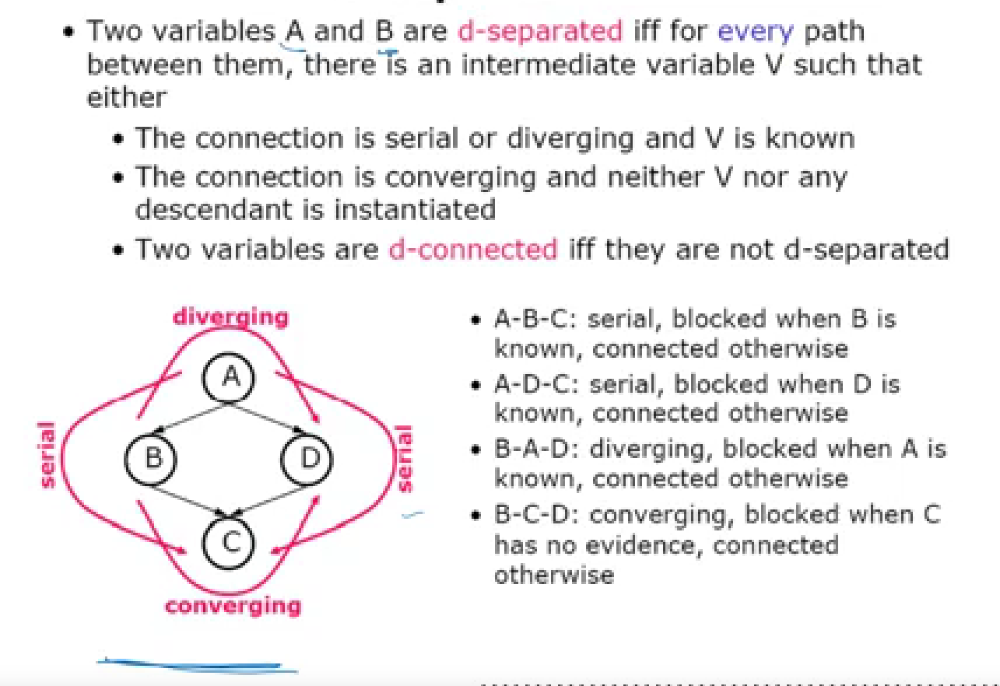 • Two variables A and B are d-separated iff for every path
between them, there is an intermediate variable V such that
either
• The connection is serial or diverging and V is known
• The connection is converging and neither V nor any
descendant is instantiated
• Two variables are d-connected iff they are not d-separated
diverging
A
B
D
C
serial
serial
converging
• A-B-C: serial, blocked when B is
known, connected otherwise
• A-D-C: serial, blocked when D is
known, connected otherwise
• B-A-D: diverging, blocked when A is
known, connected otherwise
• B-C-D: converging, blocked when C
has no evidence, connected
otherwise